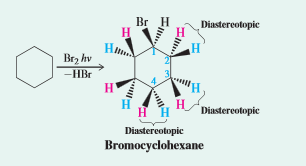 Br H
H H Diastereotopic
H H
1
2
Br₂ hν
−HBr
3
4
H H
H H Diastereotopic
H H
Diastereotopic
Bromocyclohexane